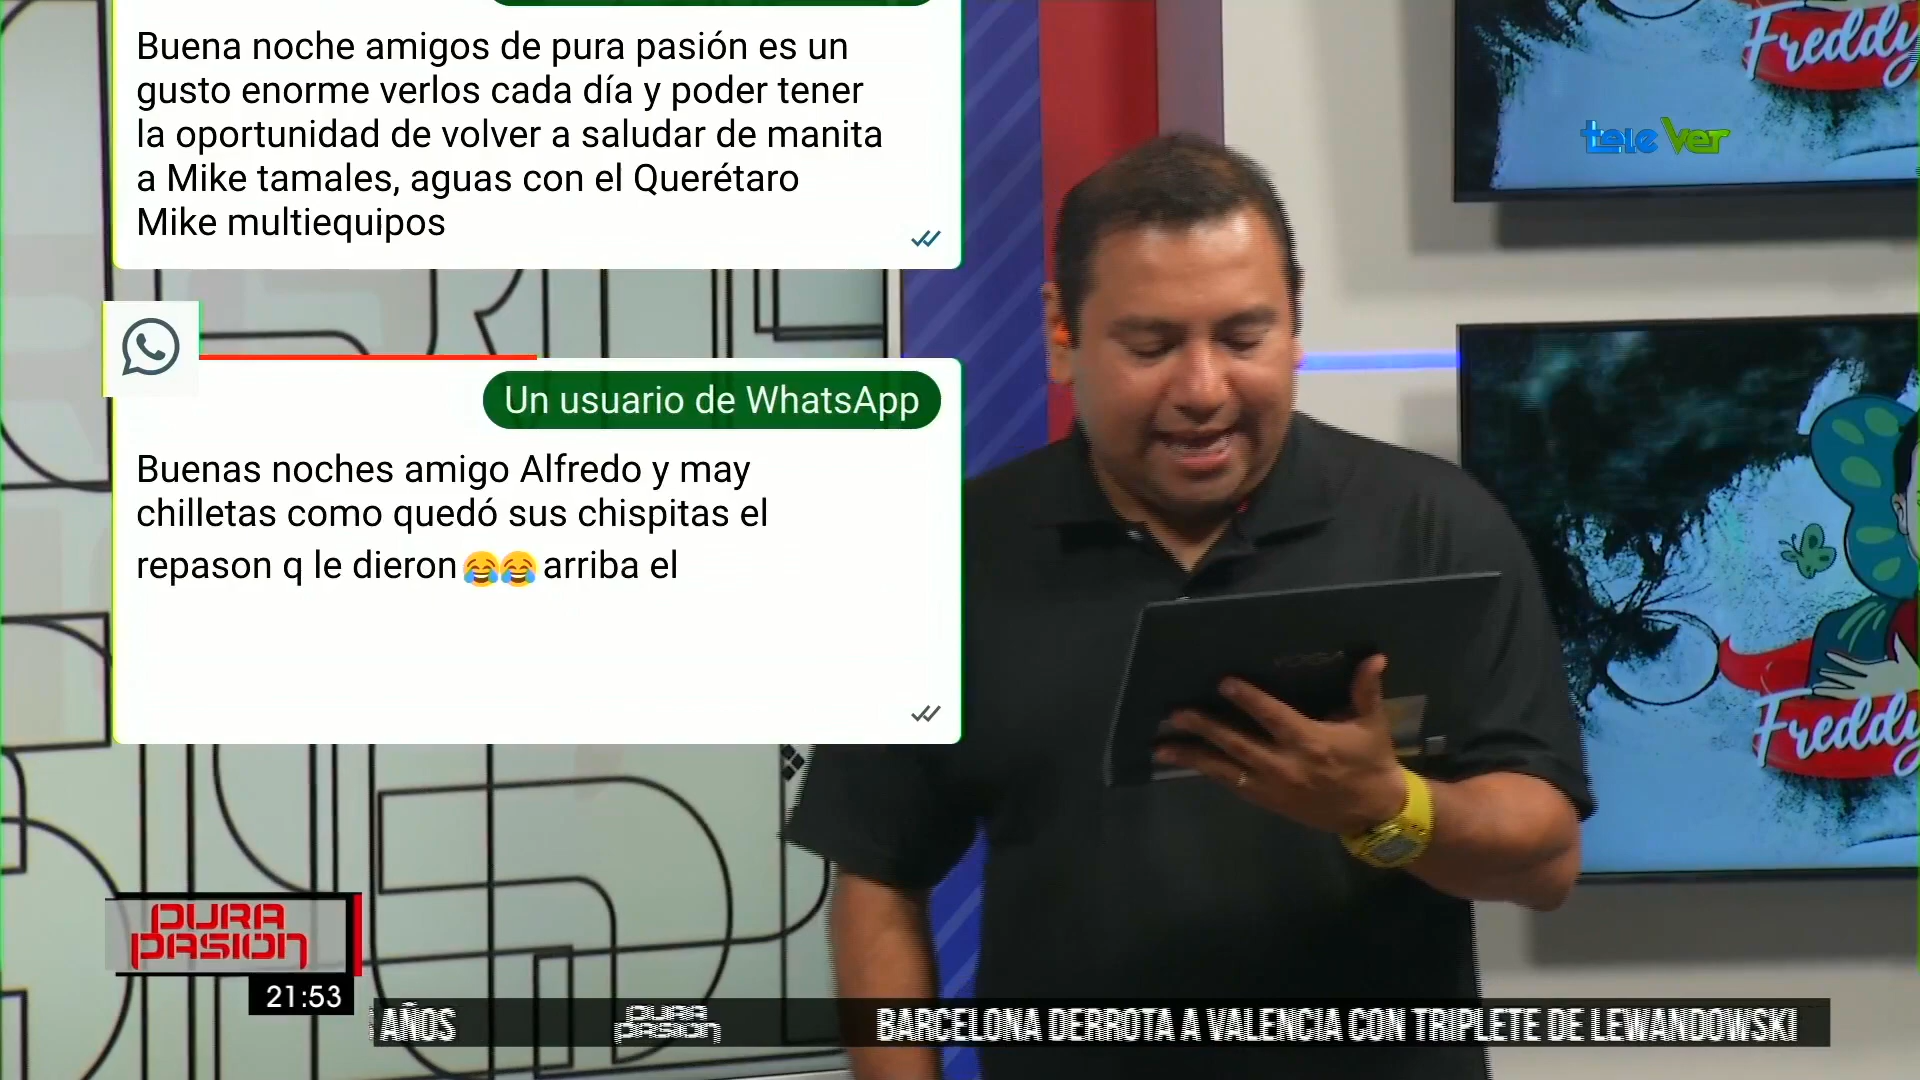 Buena noche amigos de pura pasión es un
gusto enorme verlos cada día y poder tener
la oportunidad de volver a saludar de manita
a Mike tamales, aguas con el Querétaro
Mike multiequipos
Un usuario de WhatsApp
Buenas noches amigo Alfredo y may
chilletas como quedó sus chispitas el
repason q le dieron😂😂 arriba el
Freddy
tele Ver
Freddy
PURA
PASION
21:53
AÑOS
PURA
PASION
BARCELONA DERROTA A VALENCIA CON TRIPLETE DE LEWANDOWSKI